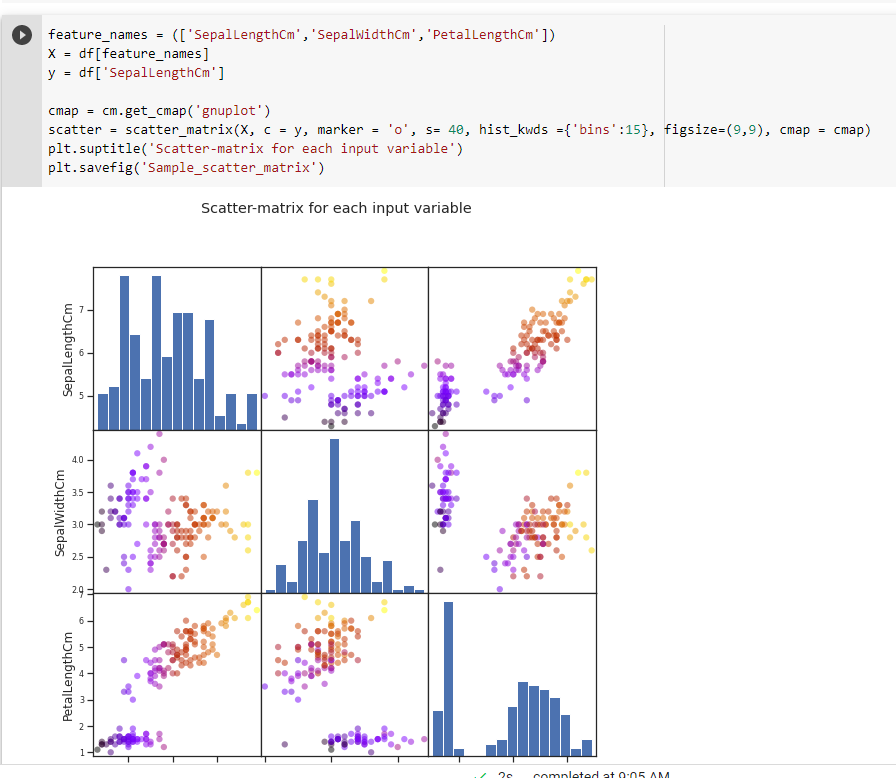 feature_names = (['SepalLengthCm','SepalWidthCm','PetalLengthCm'])
X = df[feature_names]
y = df['SepalLengthCm']
cmap = cm.get_cmap('gnuplot')
scatter = scatter_matrix(X, c = y, marker = 'o', s= 40, hist_kwds ={'bins':15}, figsize=(9,9), cmap = cmap)
plt.suptitle('Scatter-matrix for each input variable')
plt.savefig('Sample_scatter_matrix')
Scatter-matrix for each input variable
SepalLengthCm
7
6
5
SepalWidthCm
4.0
3.5
3.0
2.5
2.0
PetalLengthCm
6
5
4
3
2
1
2s completed at 9:05 AM